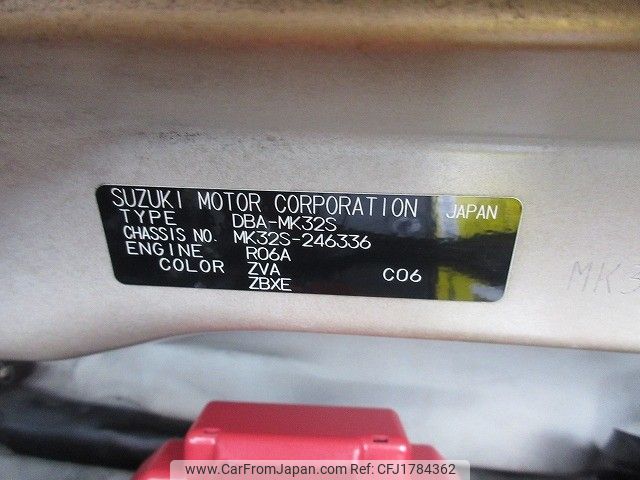 SUZUKI MOTOR CORPORATION JAPAN
TYPE DBA-MK32S
CHASSIS NO. MK32S-246336
ENGINE R06A
COLOR ZVA C06
ZBXE
MK3
www.CarFromJapan.com Ref:CFJ1784362